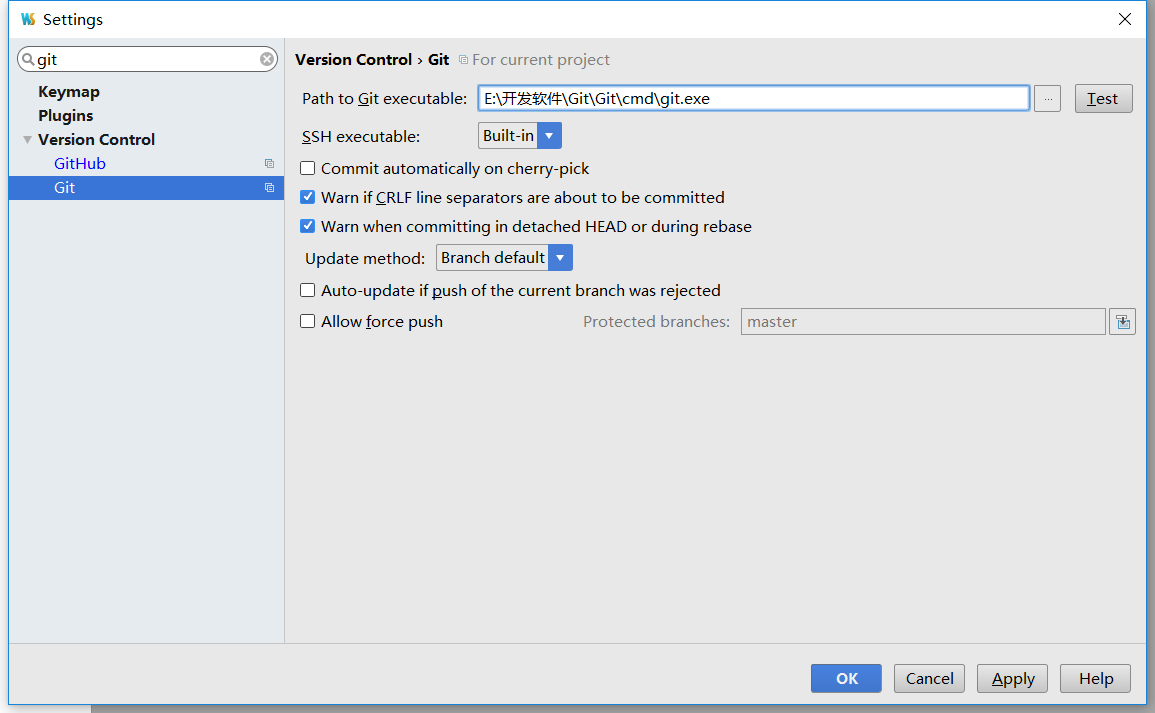 WS Settings
git
Keymap
Plugins
Version Control
GitHub
Git
Version Control › Git For current project
Path to Git executable: E:\开发软件\Git\Git\cmd\git.exe ... Test
SSH executable: Built-in
Commit automatically on cherry-pick
Warn if CRLF line separators are about to be committed
Warn when committing in detached HEAD or during rebase
Update method: Branch default
Auto-update if push of the current branch was rejected
Allow force push Protected branches: master
OK Cancel Apply Help